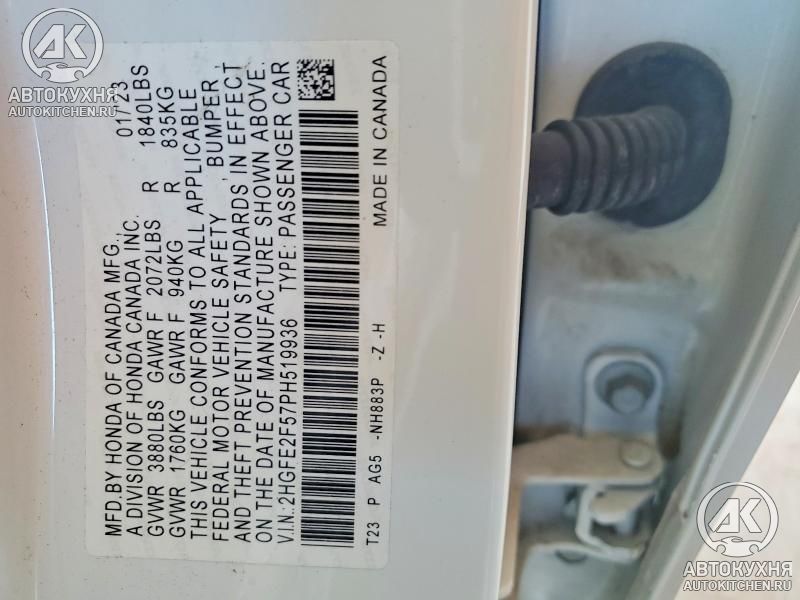 MFD.BY HONDA OF CANADA MFG., 01/23
A DIVISION OF HONDA CANADA INC.
GVWR 3880LBS GAWR F 2072LBS R 1840LBS
GVWR 1760KG GAWR F 940KG R 835KG
THIS VEHICLE CONFORMS TO ALL APPLICABLE
FEDERAL MOTOR VEHICLE SAFETY, BUMPER,
AND THEFT PREVENTION STANDARDS IN EFFECT
ON THE DATE OF MANUFACTURE SHOWN ABOVE.
V.I.N.:2HGFE2F57PH519936 TYPE: PASSENGER CAR
T23 P AG5 -NH883P -Z -H MADE IN CANADA
АК
АВТОКУХНЯ
AUTOKITCHEN.RU
АК
АВТОКУХНЯ
AUTOKITCHEN.RU